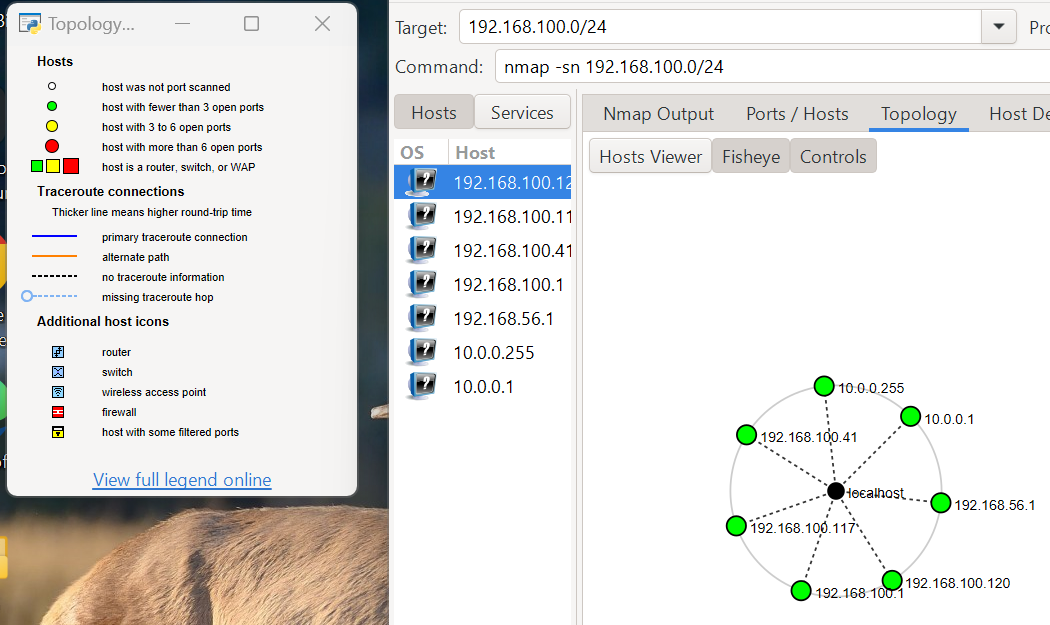 Topology...
Hosts
host was not port scanned
host with fewer than 3 open ports
host with 3 to 6 open ports
host with more than 6 open ports
host is a router, switch, or WAP
Traceroute connections
Thicker line means higher round-trip time
primary traceroute connection
alternate path
no traceroute information
missing traceroute hop
Additional host icons
router
switch
wireless access point
firewall
host with some filtered ports
View full legend online
Target: 192.168.100.0/24
Command: nmap -sn 192.168.100.0/24
Hosts Services
OS Host
192.168.100.12
192.168.100.11
192.168.100.41
192.168.100.1
192.168.56.1
10.0.0.255
10.0.0.1
Nmap Output Ports / Hosts Topology Host De
Hosts Viewer Fisheye Controls
10.0.0.255
10.0.0.1
192.168.100.41
localhost
192.168.56.1
192.168.100.117
192.168.100.120
192.168.100.1